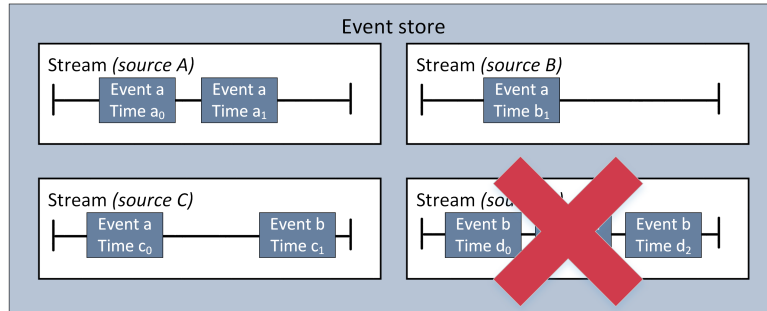 Event store
Stream (source A)
Event a
Time a₀
Event a
Time a₁
Stream (source B)
Event a
Time b₁
Stream (source C)
Event a
Time c₀
Event b
Time c₁
Stream
Event b
Time d₀
Event b
Time d₂